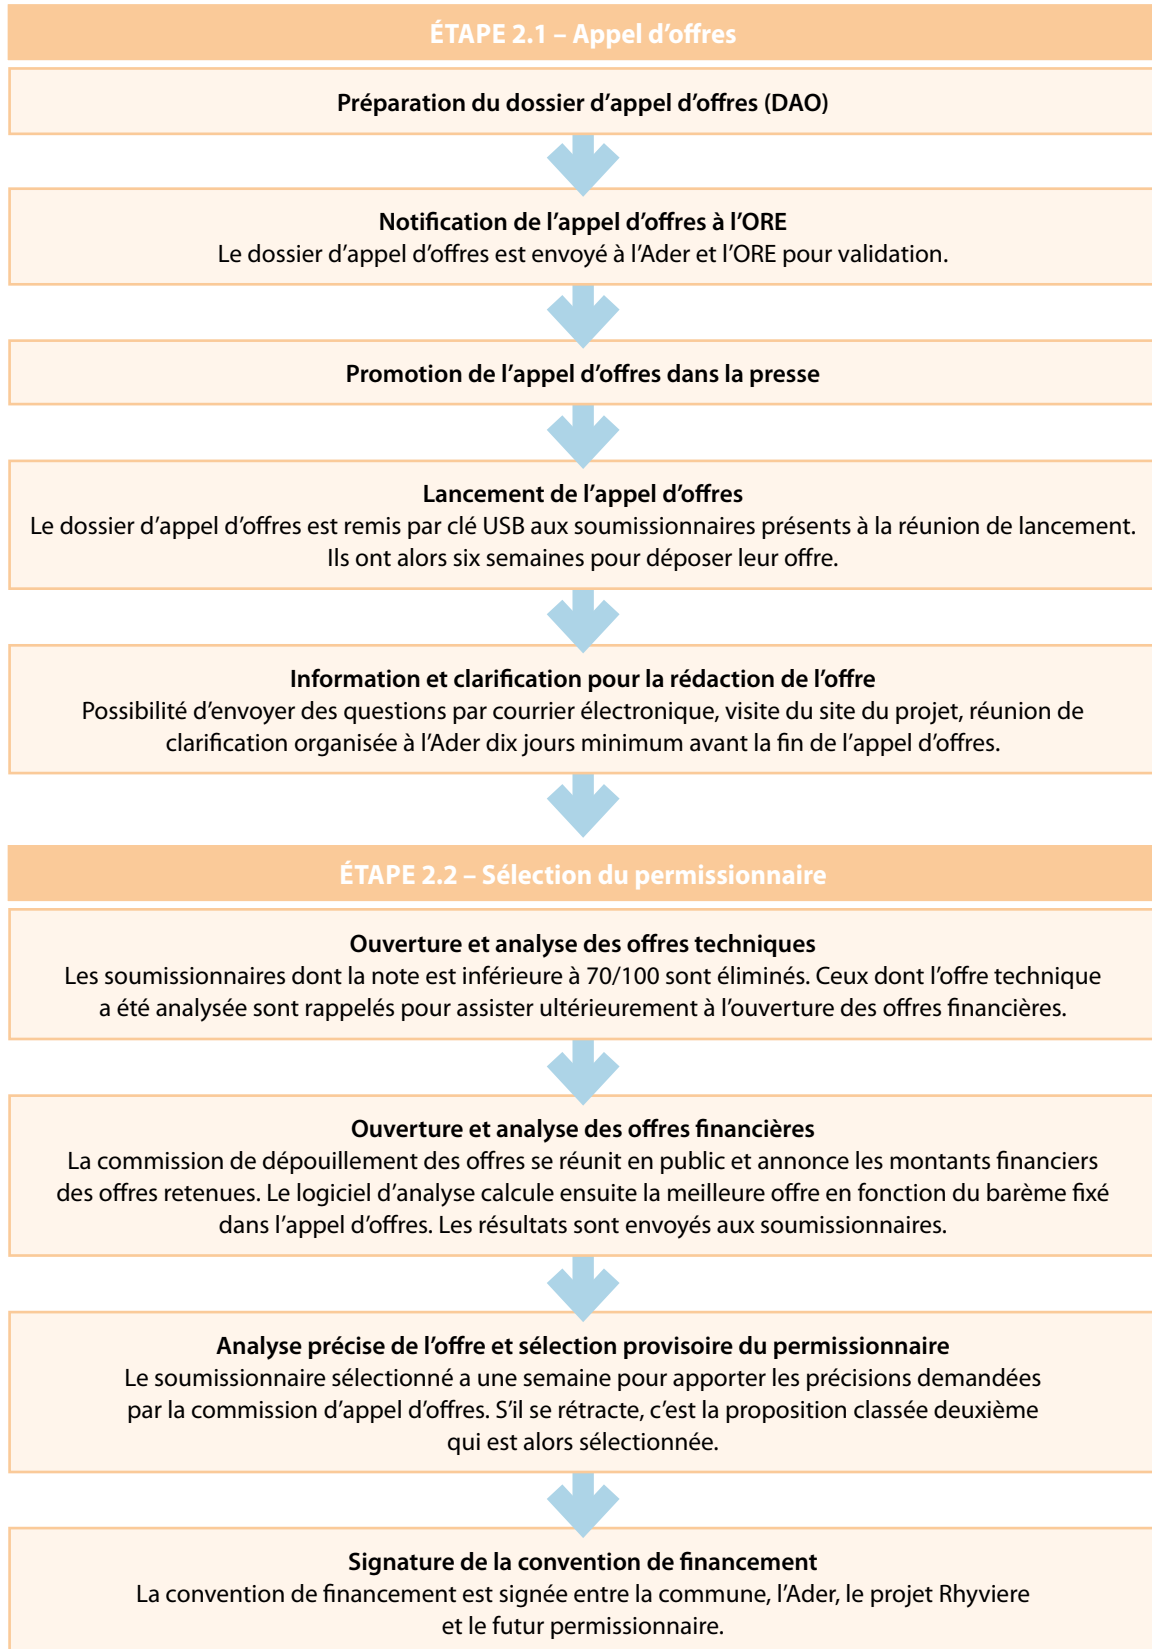 ÉTAPE 2.1 – Appel d’offres
Préparation du dossier d’appel d’offres (DAO)
Notification de l’appel d’offres à l’ORE
Le dossier d’appel d’offres est envoyé à l’Ader et l’ORE pour validation.
Promotion de l’appel d’offres dans la presse
Lancement de l’appel d’offres
Le dossier d’appel d’offres est remis par clé USB aux soumissionnaires présents à la réunion de lancement.
Ils ont alors six semaines pour déposer leur offre.
Information et clarification pour la rédaction de l’offre
Possibilité d’envoyer des questions par courrier électronique, visite du site du projet, réunion de
clarification organisée à l’Ader dix jours minimum avant la fin de l’appel d’offres.
ÉTAPE 2.2 – Sélection du permissionnaire
Ouverture et analyse des offres techniques
Les soumissionnaires dont la note est inférieure à 70/100 sont éliminés. Ceux dont l’offre technique
a été analysée sont rappelés pour assister ultérieurement à l’ouverture des offres financières.
Ouverture et analyse des offres financières
La commission de dépouillement des offres se réunit en public et annonce les montants financiers
des offres retenues. Le logiciel d’analyse calcule ensuite la meilleure offre en fonction du barème fixé
dans l’appel d’offres. Les résultats sont envoyés aux soumissionnaires.
Analyse précise de l’offre et sélection provisoire du permissionnaire
Le soumissionnaire sélectionné a une semaine pour apporter les précisions demandées
par la commission d’appel d’offres. S’il se rétracte, c’est la proposition classée deuxième
qui est alors sélectionnée.
Signature de la convention de financement
La convention de financement est signée entre la commune, l’Ader, le projet Rhyviere
et le futur permissionnaire.